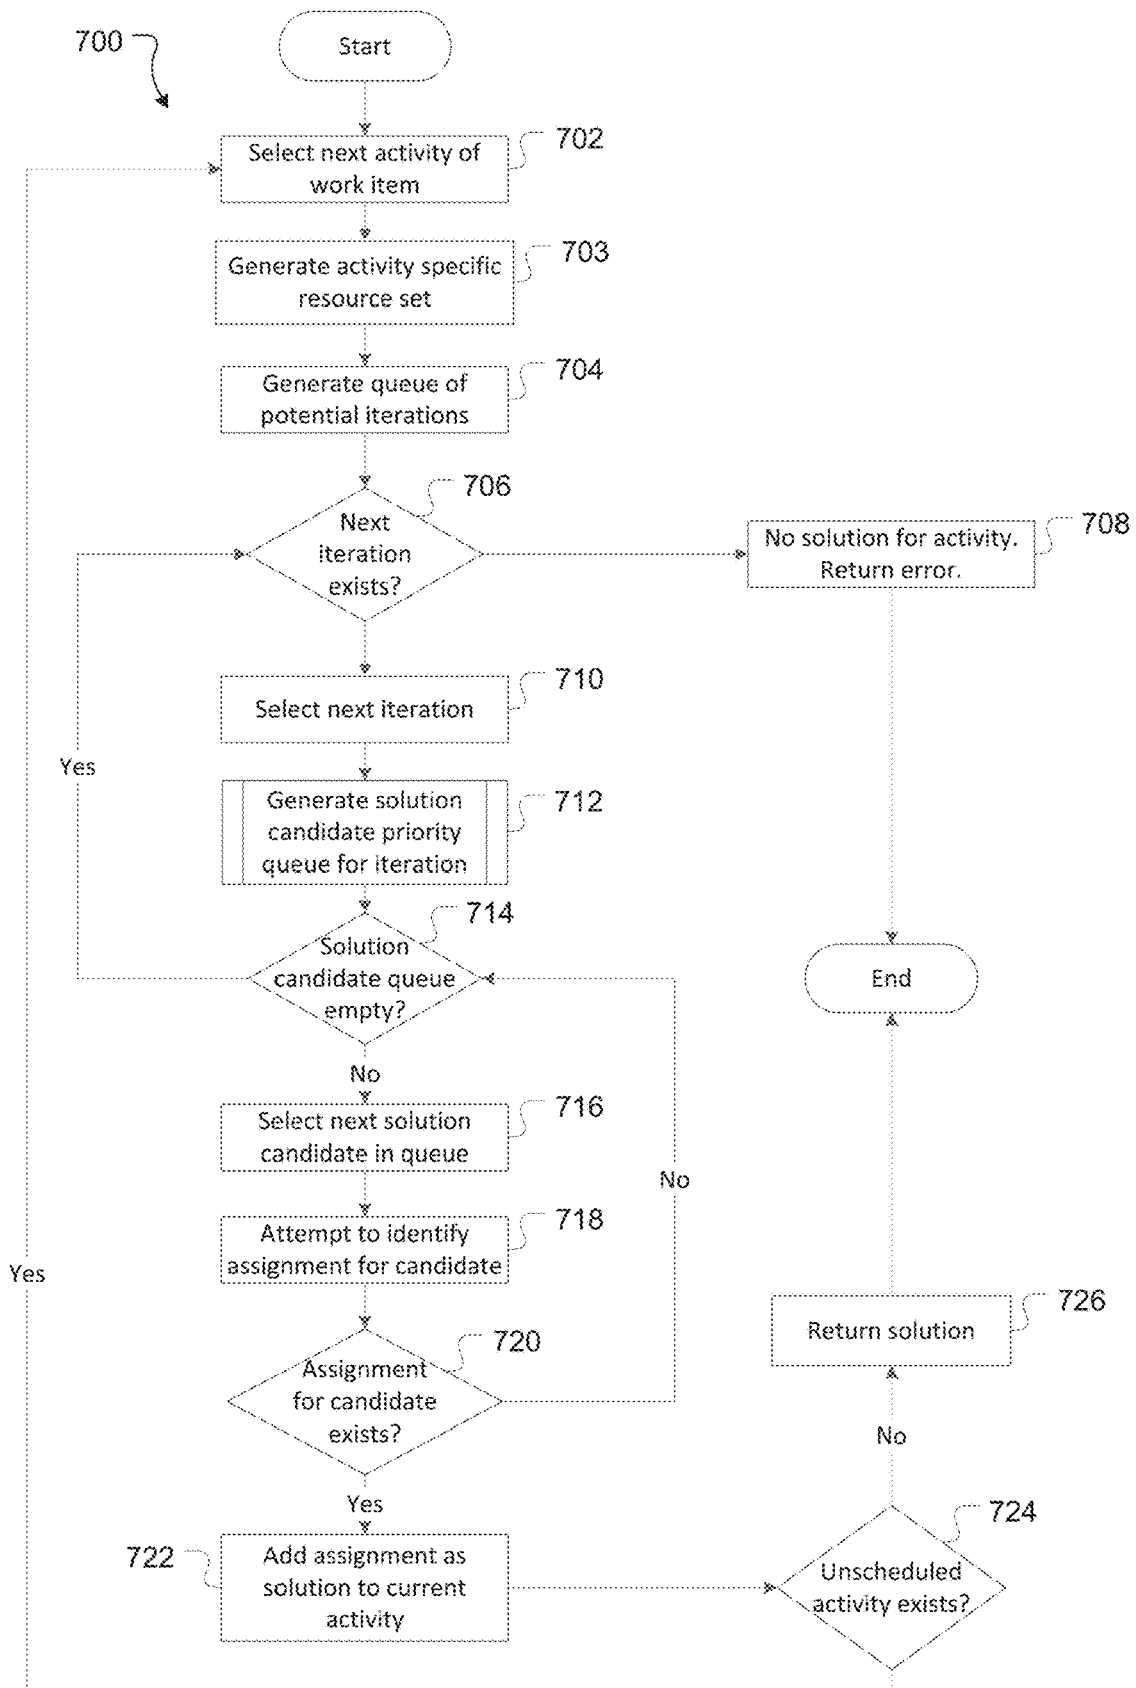 700
Start
702
Select next activity of
work item
703
Generate activity specific
resource set
704
Generate queue of
potential iterations
706
Next
iteration
exists?
708
No solution for activity.
Return error.
710
Select next iteration
Yes
712
Generate solution
candidate priority
queue for iteration
714
Solution
candidate queue
empty?
End
No
716
Select next solution
candidate in queue
No
718
Attempt to identify
assignment for candidate
Yes
726
Return solution
720
Assignment
for candidate
exists?
No
Yes
724
Unscheduled
activity exists?
722
Add assignment as
solution to current
activity